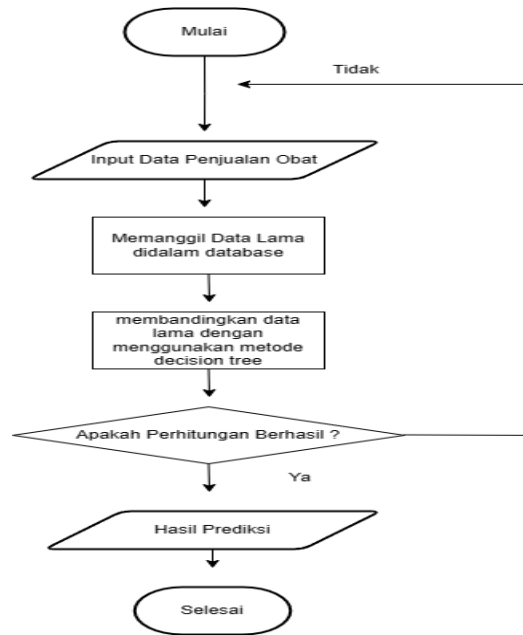 Mulai
Tidak
Input Data Penjualan Obat
Memanggil Data Lama
didalam database
membandingkan data
lama dengan
menggunakan metode
decision tree
Apakah Perhitungan Berhasil ?
Ya
Hasil Prediksi
Selesai